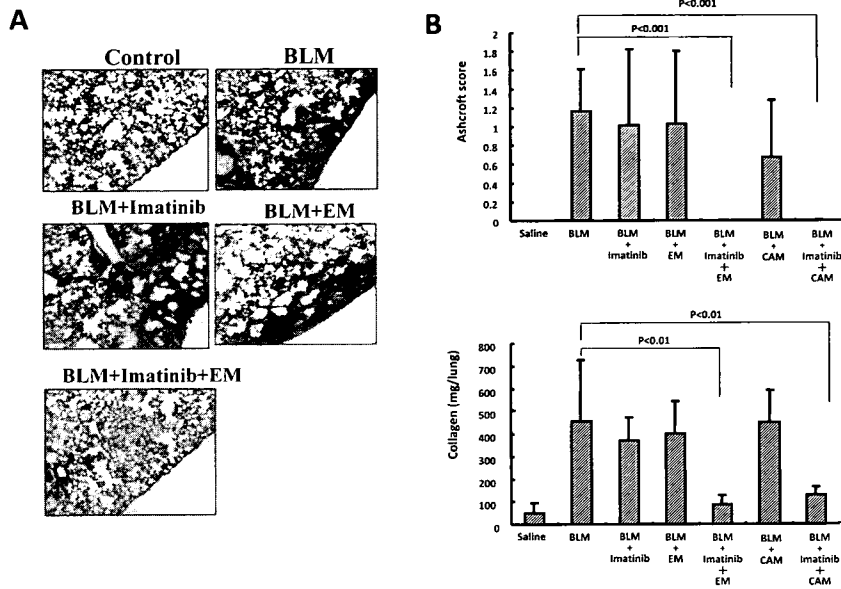 A
Control
BLM
BLM+Imatinib
BLM+EM
BLM+Imatinib+EM
B
P<0.001
P<0.001
Ashcroft score
2
1.8
1.6
1.4
1.2
1
0.8
0.6
0.4
0.2
0
Saline
BLM
BLM + Imatinib
BLM + EM
BLM + Imatinib + EM
BLM + CAM
BLM + Imatinib + CAM
P<0.01
P<0.01
Collagen (mg/lung)
800
700
600
500
400
300
200
100
0
Saline
BLM
BLM + Imatinib
BLM + EM
BLM + Imatinib + EM
BLM + CAM
BLM + Imatinib + CAM